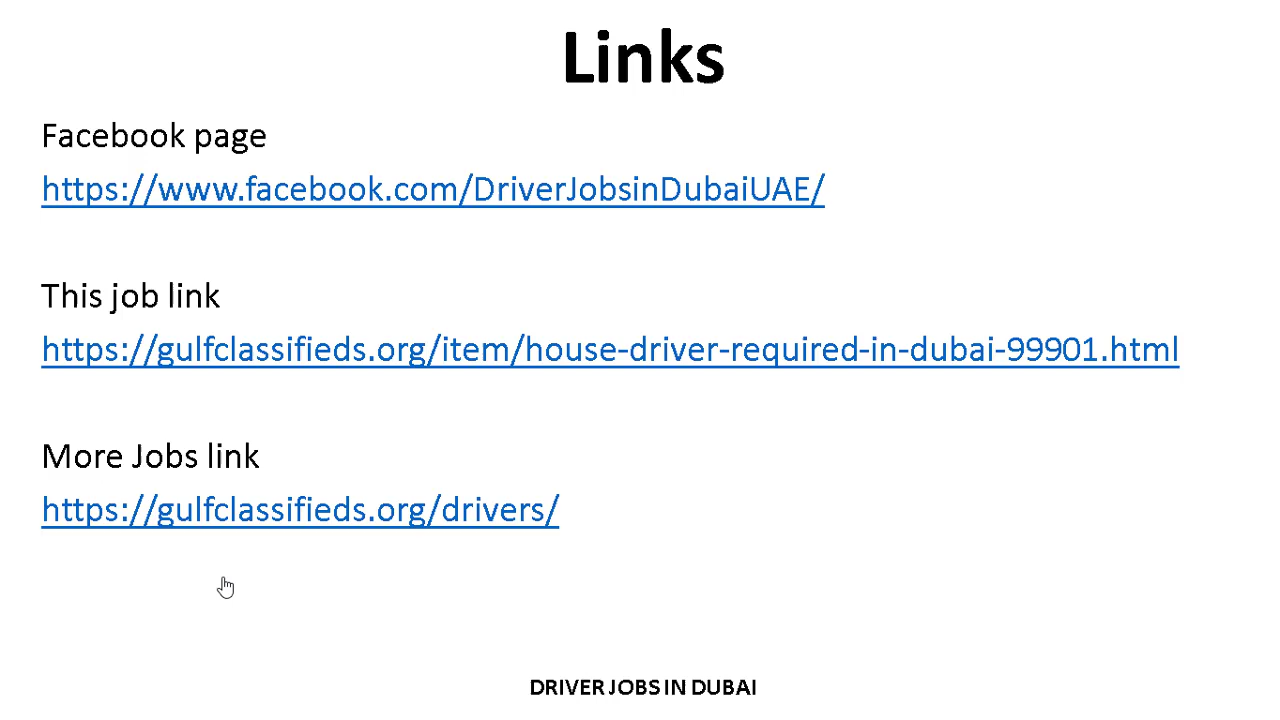 Links
Facebook page
https://www.facebook.com/DriverJobsinDubaiUAE/
This job link
https://gulfclassifieds.org/item/house-driver-required-in-dubai-99901.html
More Jobs link
https://gulfclassifieds.org/drivers/
DRIVER JOBS IN DUBAI